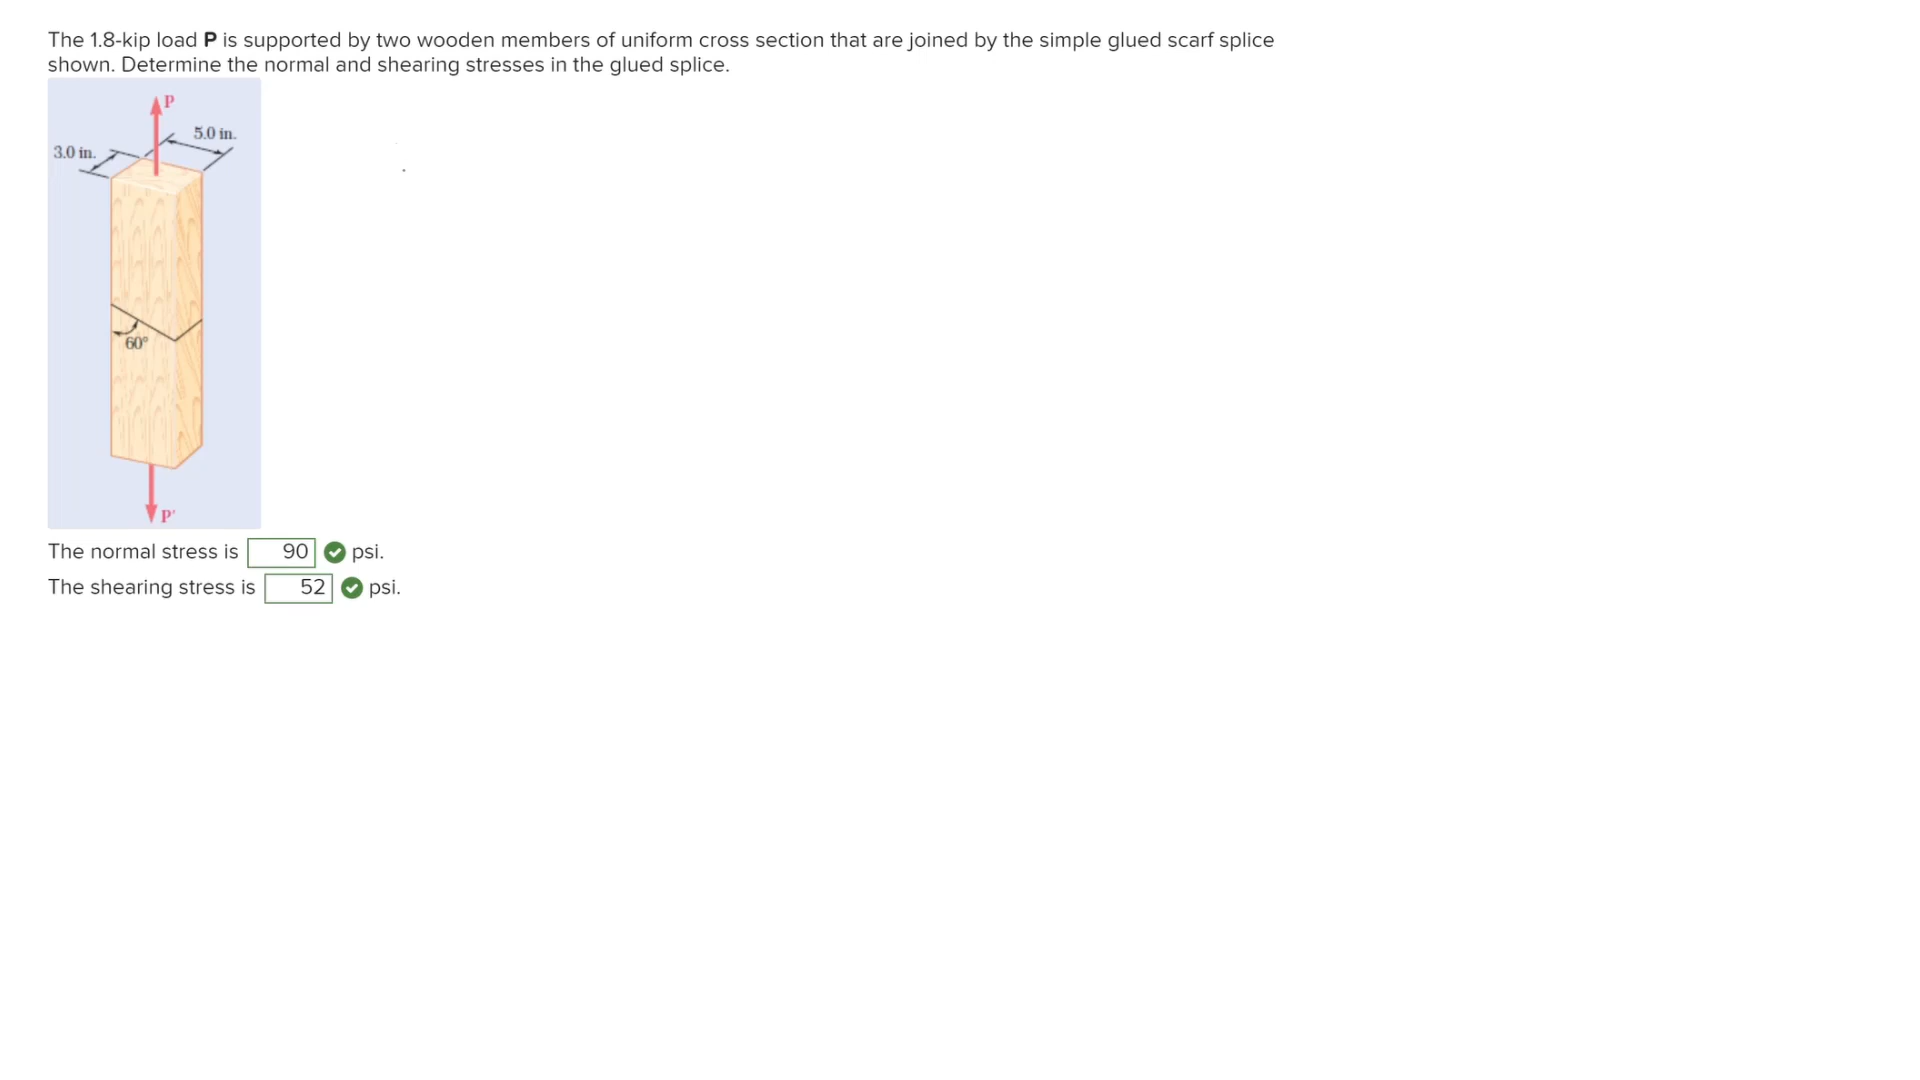 The 1.8-kip load P is supported by two wooden members of uniform cross section that are joined by the simple glued scarf splice
shown. Determine the normal and shearing stresses in the glued splice.
P
5.0 in.
3.0 in.
60°
P'
The normal stress is 90 psi.
The shearing stress is 52 psi.